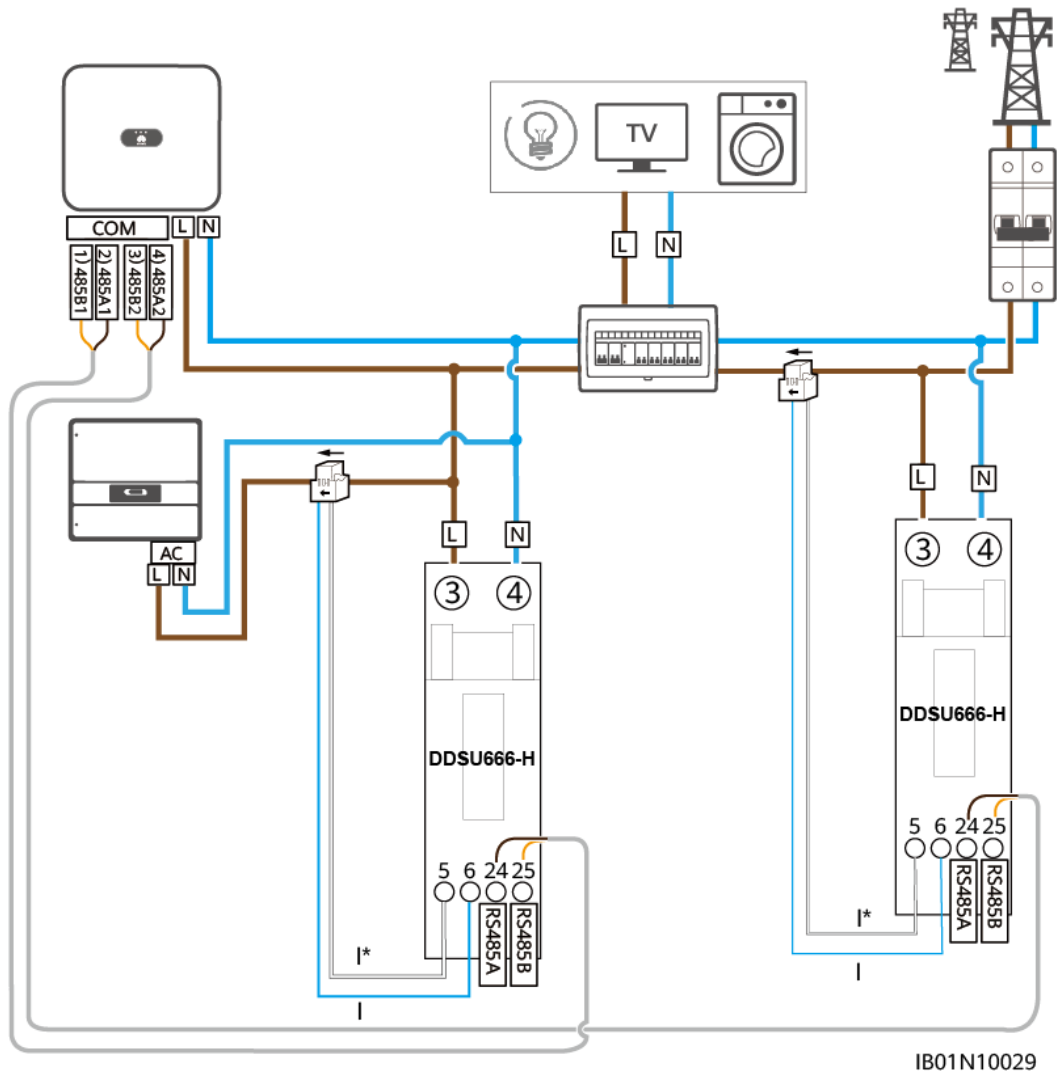 TV
COM
L
N
1) 485B1
2) 485A1
3) 485B2
4) 485A2
L
N
L
N
AC
L
N
L
N
3
4
3
4
DDSU666-H
DDSU666-H
5
6
24
25
RS485A
RS485B
I*
I
5
6
24
25
RS485A
RS485B
I*
I
IB01N10029